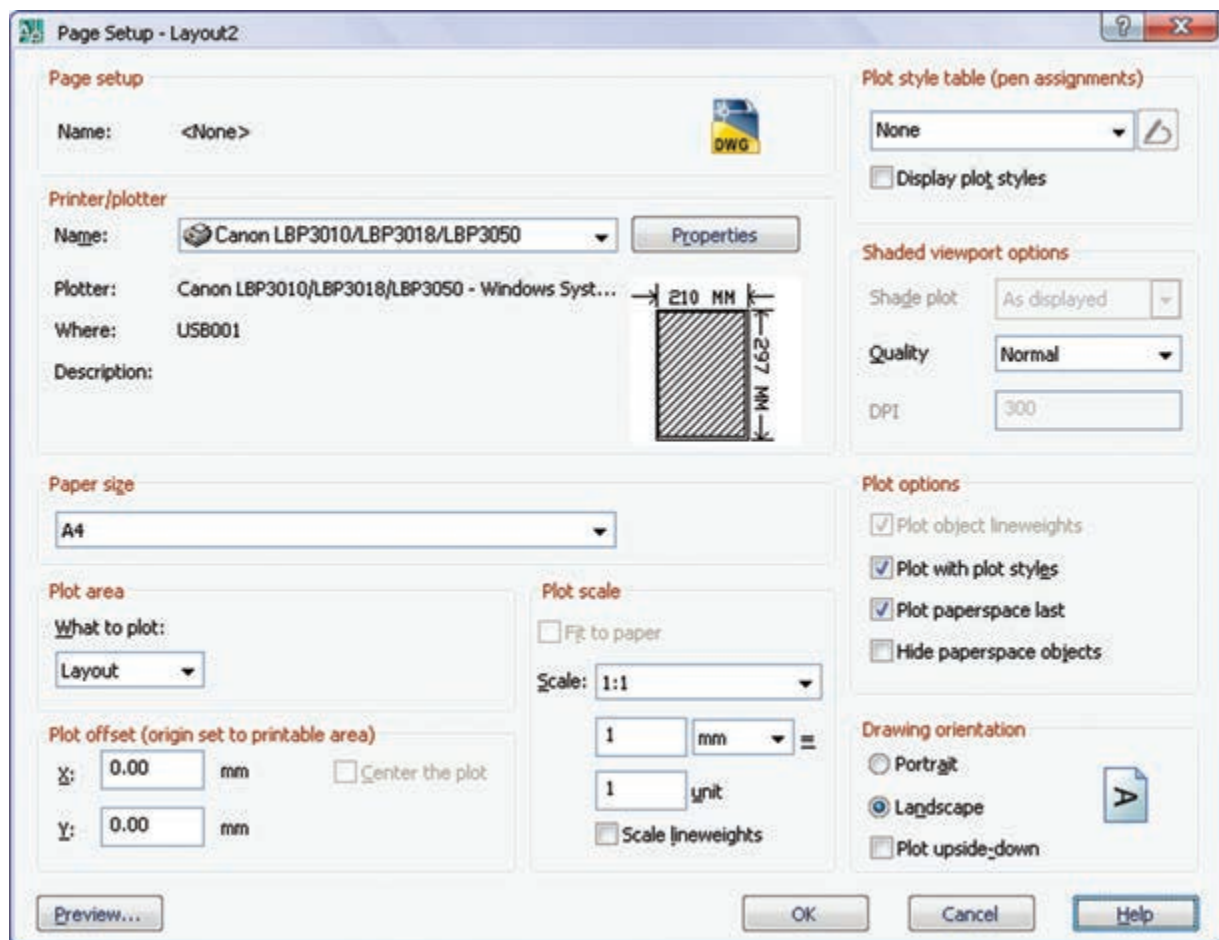 Page Setup - Layout2
Page setup
Name: <None>
DWG
Plot style table (pen assignments)
None
Display plot styles
Printer/plotter
Name: Canon LBP3010/LBP3018/LBP3050
Properties
Plotter: Canon LBP3010/LBP3018/LBP3050 - Windows Syst...
Where: USB001
Description:
210 MM
297 MM
Shaded viewport options
Shade plot As displayed
Quality Normal
DPI 300
Paper size
A4
Plot options
Plot object lineweights
Plot with plot styles
Plot paperspace last
Hide paperspace objects
Plot area
What to plot:
Layout
Plot scale
Fit to paper
Scale: 1:1
1 mm =
1 unit
Scale lineweights
Plot offset (origin set to printable area)
X: 0.00 mm
Center the plot
Y: 0.00 mm
Drawing orientation
Portrait
Landscape
Plot upside-down
A
Preview...
OK
Cancel
Help